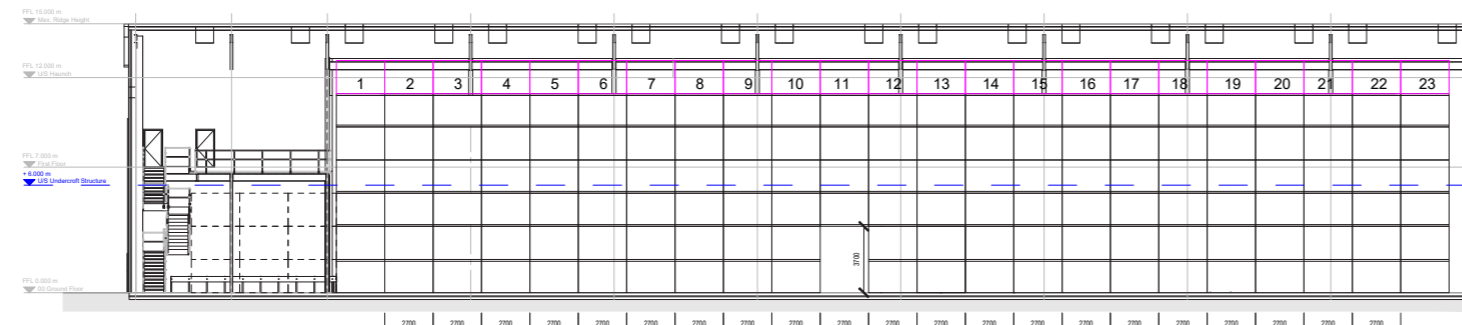 FFL 15.000 m
Max. Ridge Height
FFL 12.000 m
U/S Haunch
1 2 3 4 5 6 7 8 9 10 11 12 13 14 15 16 17 18 19 20 21 22 23
FFL 7.000 m
First Floor
+ 6.000 m
U/S Undercroft Structure
3700
FFL 0.000 m
00 Ground Floor
2700 2700 2700 2700 2700 2700 2700 2700 2700 2700 2700 2700 2700 2700 2700 2700 2700 2700 2700 2700 2700